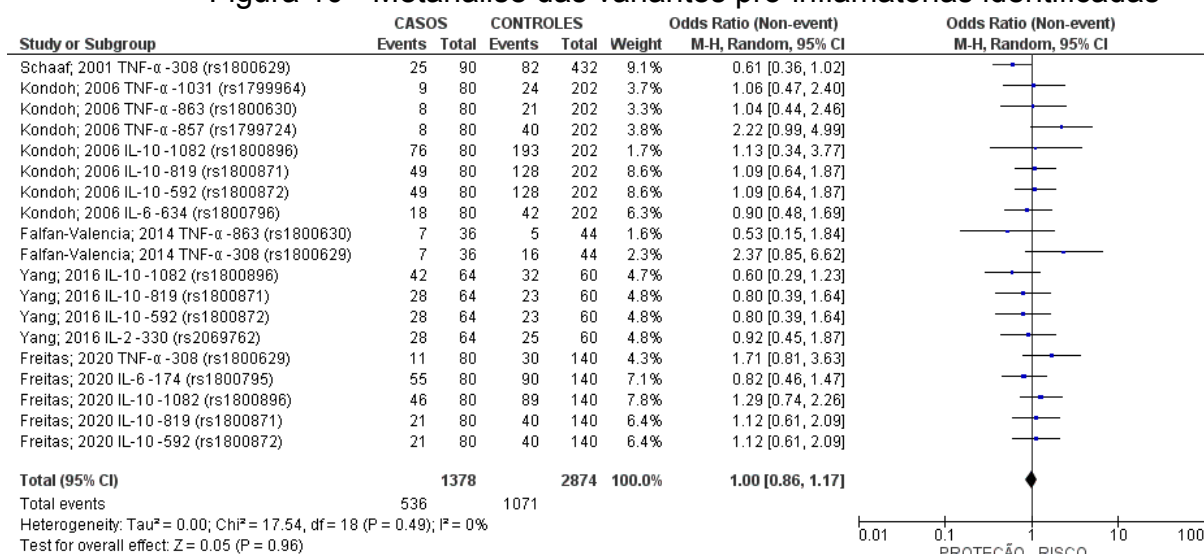 Figura 10 - Metanálise das variantes pró-inflamatórias identificadas
CASOS CONTROLES Odds Ratio (Non-event) Odds Ratio (Non-event)
Study or Subgroup Events Total Events Total Weight M-H, Random, 95% CI M-H, Random, 95% CI
Schaaf; 2001 TNF-α -308 (rs1800629) 25 90 82 432 9.1% 0.61 [0.36, 1.02]
Kondoh; 2006 TNF-α -1031 (rs1799964) 9 80 24 202 3.7% 1.06 [0.47, 2.40]
Kondoh; 2006 TNF-α -863 (rs1800630) 8 80 21 202 3.3% 1.04 [0.44, 2.46]
Kondoh; 2006 TNF-α -857 (rs1799724) 8 80 40 202 3.8% 2.22 [0.99, 4.99]
Kondoh; 2006 IL-10 -1082 (rs1800896) 76 80 193 202 1.7% 1.13 [0.34, 3.77]
Kondoh; 2006 IL-10 -819 (rs1800871) 49 80 128 202 8.6% 1.09 [0.64, 1.87]
Kondoh; 2006 IL-10 -592 (rs1800872) 49 80 128 202 8.6% 1.09 [0.64, 1.87]
Kondoh; 2006 IL-6 -634 (rs1800796) 18 80 42 202 6.3% 0.90 [0.48, 1.69]
Falfan-Valencia; 2014 TNF-α -863 (rs1800630) 7 36 5 44 1.6% 0.53 [0.15, 1.84]
Falfan-Valencia; 2014 TNF-α -308 (rs1800629) 7 36 16 44 2.3% 2.37 [0.85, 6.62]
Yang; 2016 IL-10 -1082 (rs1800896) 42 64 32 60 4.7% 0.60 [0.29, 1.23]
Yang; 2016 IL-10 -819 (rs1800871) 28 64 23 60 4.8% 0.80 [0.39, 1.64]
Yang; 2016 IL-10 -592 (rs1800872) 28 64 23 60 4.8% 0.80 [0.39, 1.64]
Yang; 2016 IL-2 -330 (rs2069762) 28 64 25 60 4.8% 0.92 [0.45, 1.87]
Freitas; 2020 TNF-α -308 (rs1800629) 11 80 30 140 4.3% 1.71 [0.81, 3.63]
Freitas; 2020 IL-6 -174 (rs1800795) 55 80 90 140 7.1% 0.82 [0.46, 1.47]
Freitas; 2020 IL-10 -1082 (rs1800896) 46 80 89 140 7.8% 1.29 [0.74, 2.26]
Freitas; 2020 IL-10 -819 (rs1800871) 21 80 40 140 6.4% 1.12 [0.61, 2.09]
Freitas; 2020 IL-10 -592 (rs1800872) 21 80 40 140 6.4% 1.12 [0.61, 2.09]
Total (95% CI) 1378 2874 100.0% 1.00 [0.86, 1.17]
Total events 536 1071
Heterogeneity: Tau² = 0.00; Chi² = 17.54, df = 18 (P = 0.49); I² = 0%
Test for overall effect: Z = 0.05 (P = 0.96)
0.01 0.1 1 10 100
PROTEÇÃO RISCO